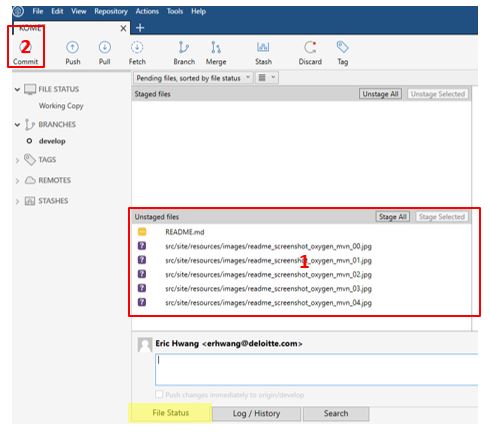 File Edit View Repository Actions Tools Help
KOMET
2
Commit Push Pull Fetch Branch Merge Stash Discard Tag
Pending files, sorted by file status
FILE STATUS
Working Copy
BRANCHES
develop
TAGS
REMOTES
STASHES
Staged files Unstage All Unstage Selected
Unstaged files Stage All Stage Selected
README.md
src/site/resources/images/readme_screenshot_oxygen_mvn_00.jpg
src/site/resources/images/readme_screenshot_oxygen_mvn_01.jpg
1
src/site/resources/images/readme_screenshot_oxygen_mvn_02.jpg
src/site/resources/images/readme_screenshot_oxygen_mvn_03.jpg
src/site/resources/images/readme_screenshot_oxygen_mvn_04.jpg
Eric Hwang <erhwang@deloitte.com>
Push changes immediately to origin/develop
File Status Log / History Search